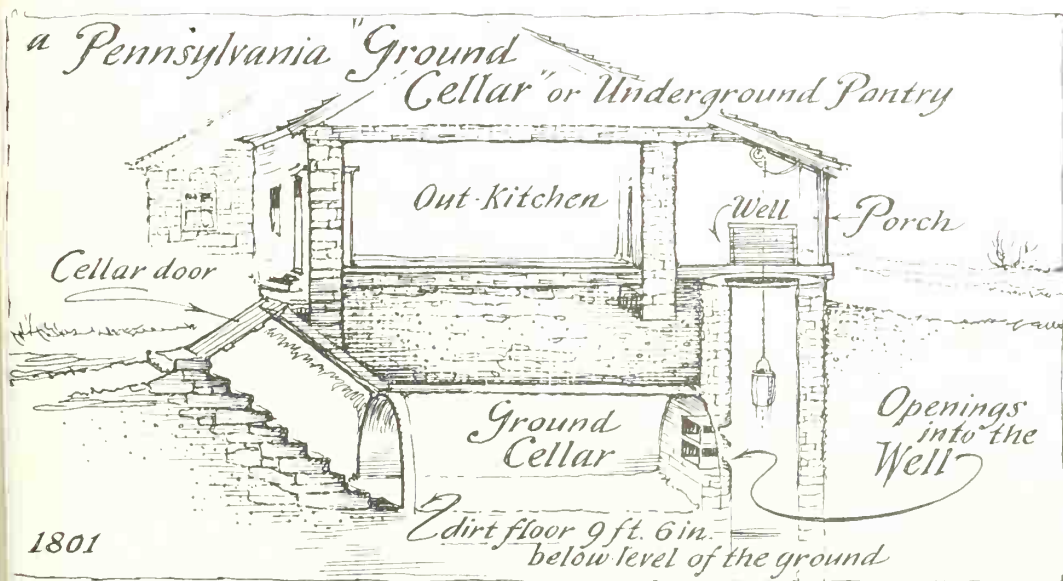 a Pennsylvania "Ground
Cellar" or Underground Pantry
Out-Kitchen
Well
Porch
Cellar door
Ground
Cellar
Openings
into the
Well
dirt floor 9 ft. 6 in.
below level of the ground
1801